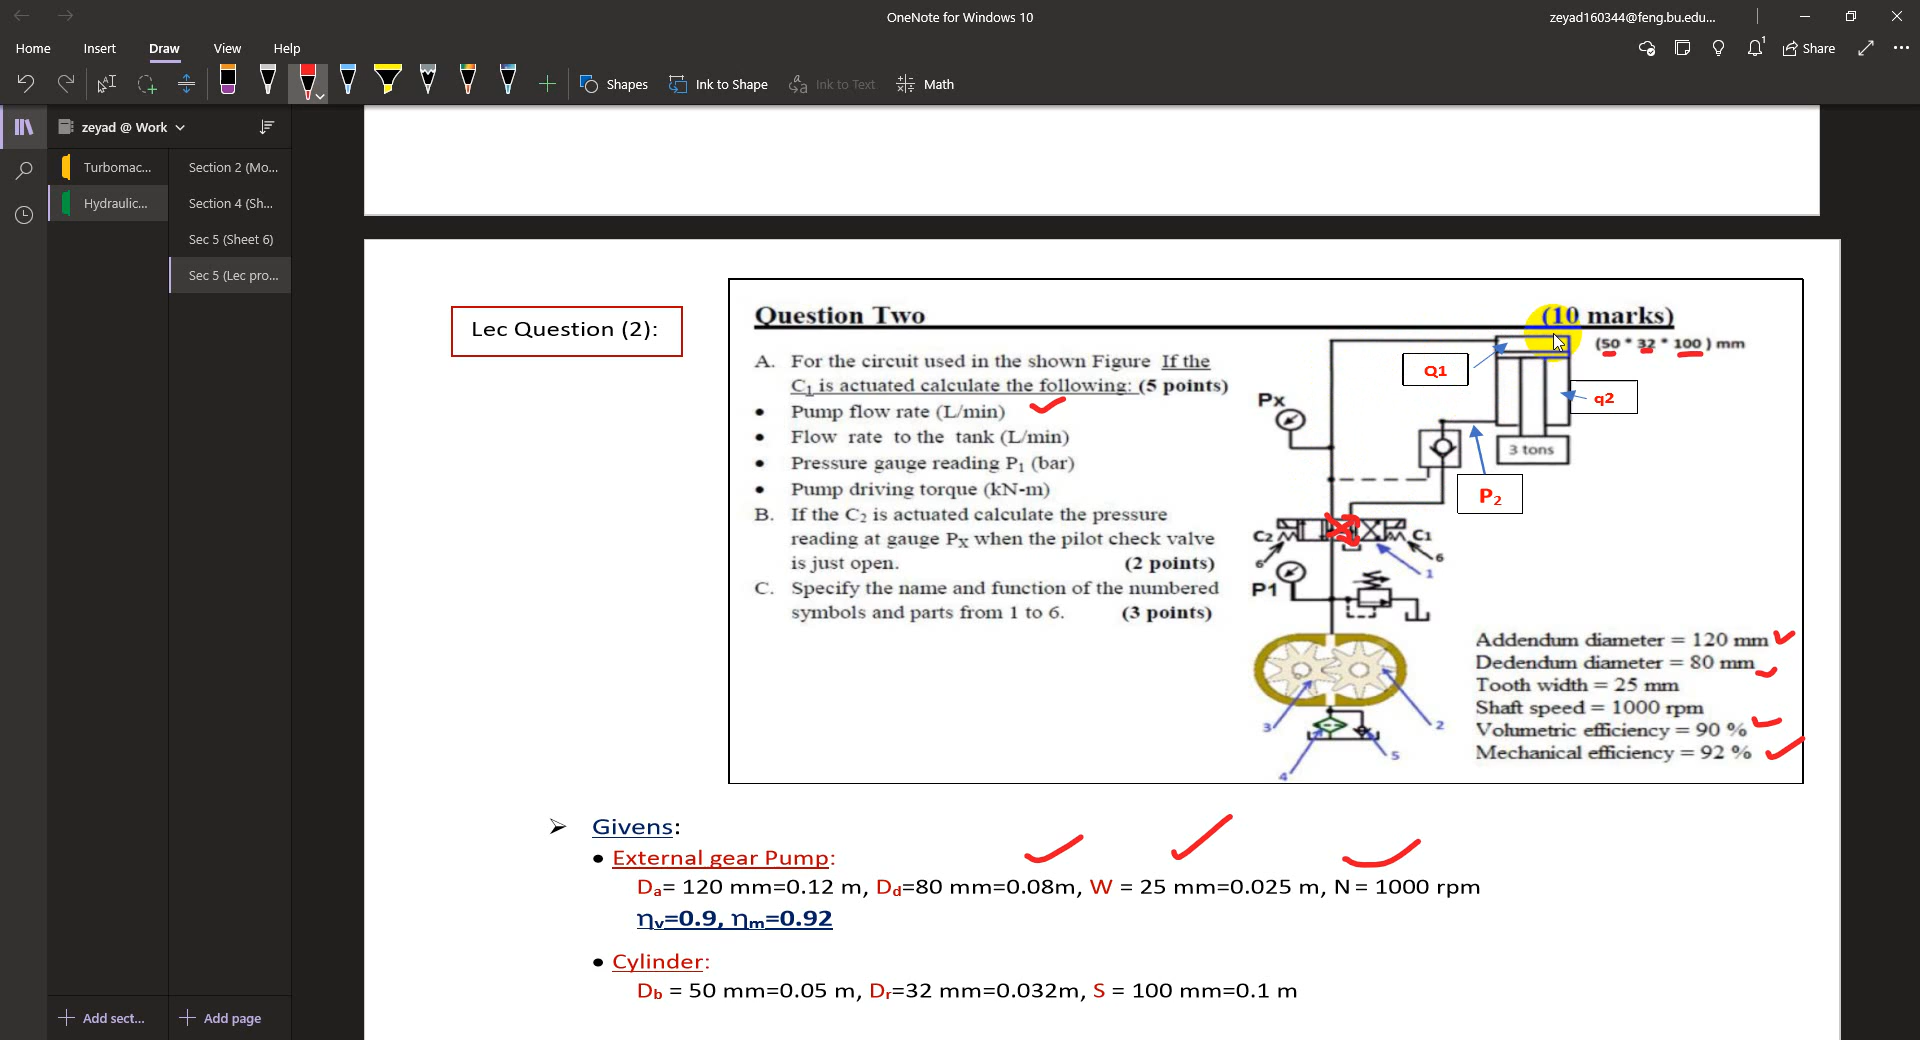 OneNote for Windows 10
zeyad160344@feng.bu.edu...
Home
Insert
Draw
View
Help
1
Share
Shapes
Ink to Shape
Ink to Text
Math
zeyad @ Work
Turbomac...
Hydraulic...
Section 2 (Mo...
Section 4 (Sh...
Sec 5 (Sheet 6)
Sec 5 (Lec pro...
Add sect...
Add page
Lec Question (2):
Question Two
(10 marks)
A. For the circuit used in the shown Figure If the
C₁ is actuated calculate the following: (5 points)
• Pump flow rate (L/min)
• Flow rate to the tank (L/min)
• Pressure gauge reading P₁ (bar)
• Pump driving torque (kN-m)
B. If the C₂ is actuated calculate the pressure
reading at gauge Pₓ when the pilot check valve
is just open. (2 points)
C. Specify the name and function of the numbered
symbols and parts from 1 to 6. (3 points)
(50 * 32 * 100 ) mm
Q1
q2
Px
3 tons
P₂
C2
C1
6
6
1
P1
3
2
4
5
Addendum diameter = 120 mm
Dedendum diameter = 80 mm
Tooth width = 25 mm
Shaft speed = 1000 rpm
Volumetric efficiency = 90 %
Mechanical efficiency = 92 %
➢ Givens:
• External gear Pump:
Dₐ= 120 mm=0.12 m, D_d=80 mm=0.08m, W = 25 mm=0.025 m, N = 1000 rpm
ηᵥ=0.9, ηₘ=0.92
• Cylinder:
D_b = 50 mm=0.05 m, Dᵣ=32 mm=0.032m, S = 100 mm=0.1 m